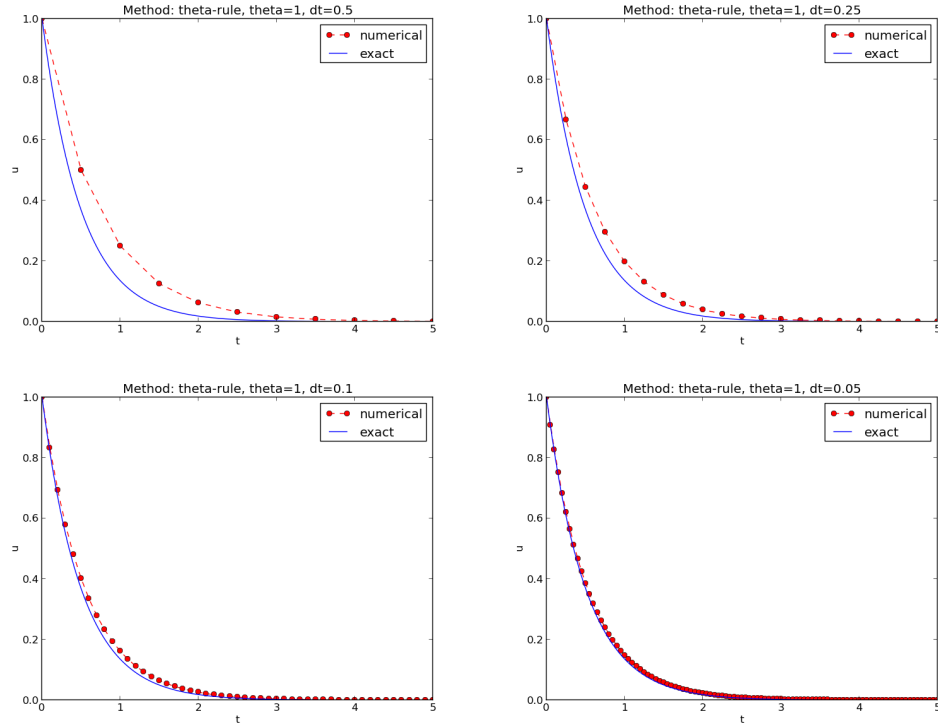 Method: theta-rule, theta=1, dt=0.5
1.0
0.8
0.6
0.4
0.2
0.0
u
numerical
exact
0 1 2 3 4 5
t
Method: theta-rule, theta=1, dt=0.25
1.0
0.8
0.6
0.4
0.2
0.0
u
numerical
exact
0 1 2 3 4 5
t
Method: theta-rule, theta=1, dt=0.1
1.0
0.8
0.6
0.4
0.2
0.0
u
numerical
exact
0 1 2 3 4 5
t
Method: theta-rule, theta=1, dt=0.05
1.0
0.8
0.6
0.4
0.2
0.0
u
numerical
exact
0 1 2 3 4 5
t